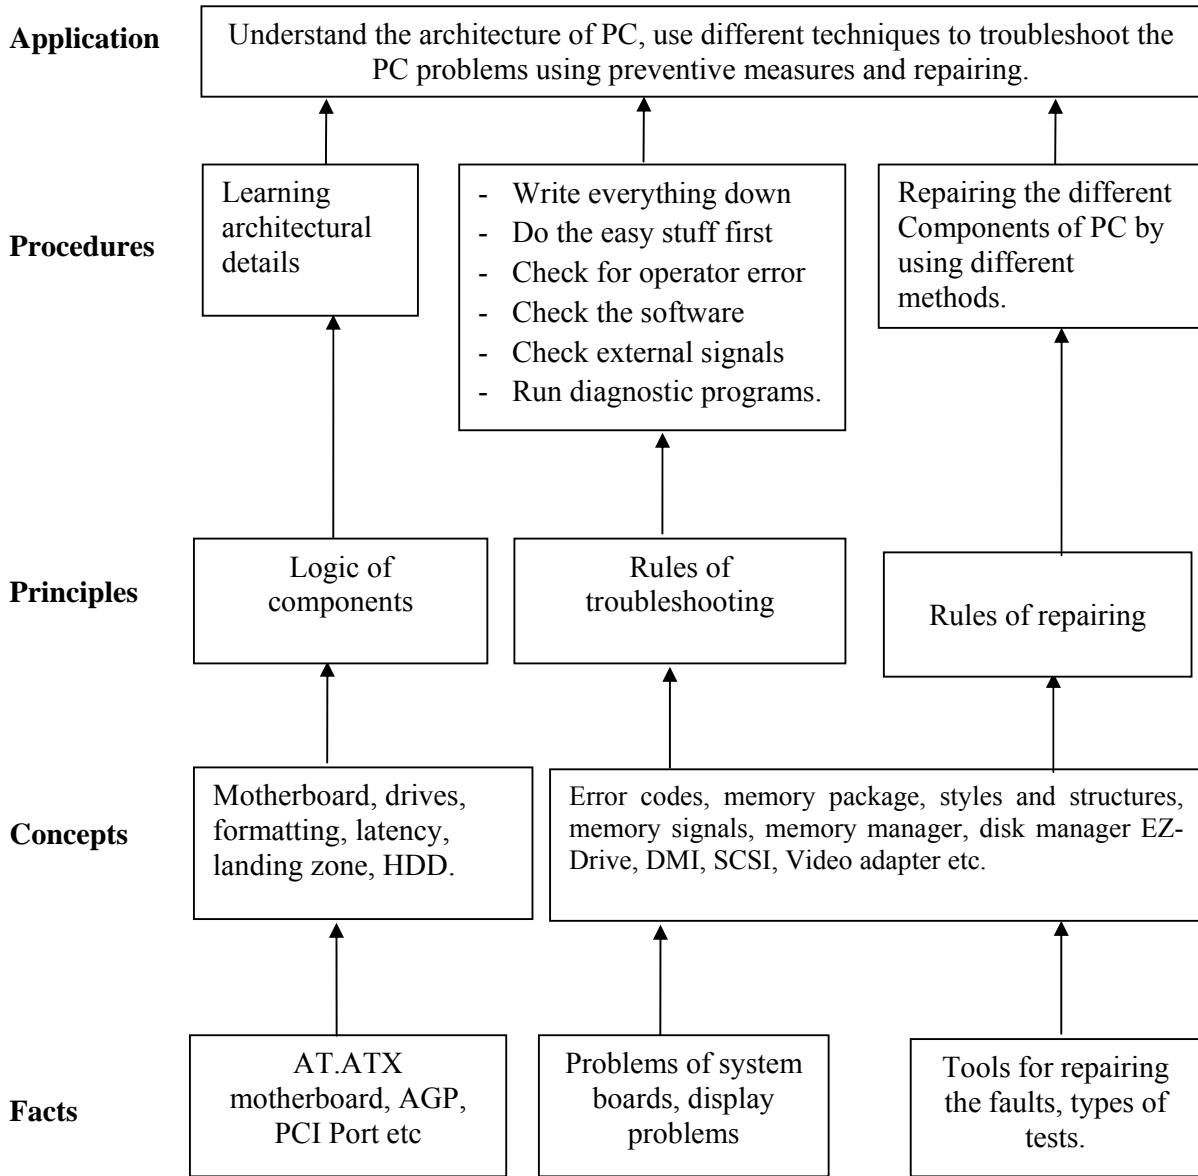 Application
Understand the architecture of PC, use different techniques to troubleshoot the
PC problems using preventive measures and repairing.
Procedures
Learning
architectural
details
- Write everything down
- Do the easy stuff first
- Check for operator error
- Check the software
- Check external signals
- Run diagnostic programs.
Repairing the different
Components of PC by
using different
methods.
Principles
Logic of
components
Rules of
troubleshooting
Rules of repairing
Concepts
Motherboard, drives,
formatting, latency,
landing zone, HDD.
Error codes, memory package, styles and structures,
memory signals, memory manager, disk manager EZ-
Drive, DMI, SCSI, Video adapter etc.
Facts
AT.ATX
motherboard, AGP,
PCI Port etc
Problems of system
boards, display
problems
Tools for repairing
the faults, types of
tests.